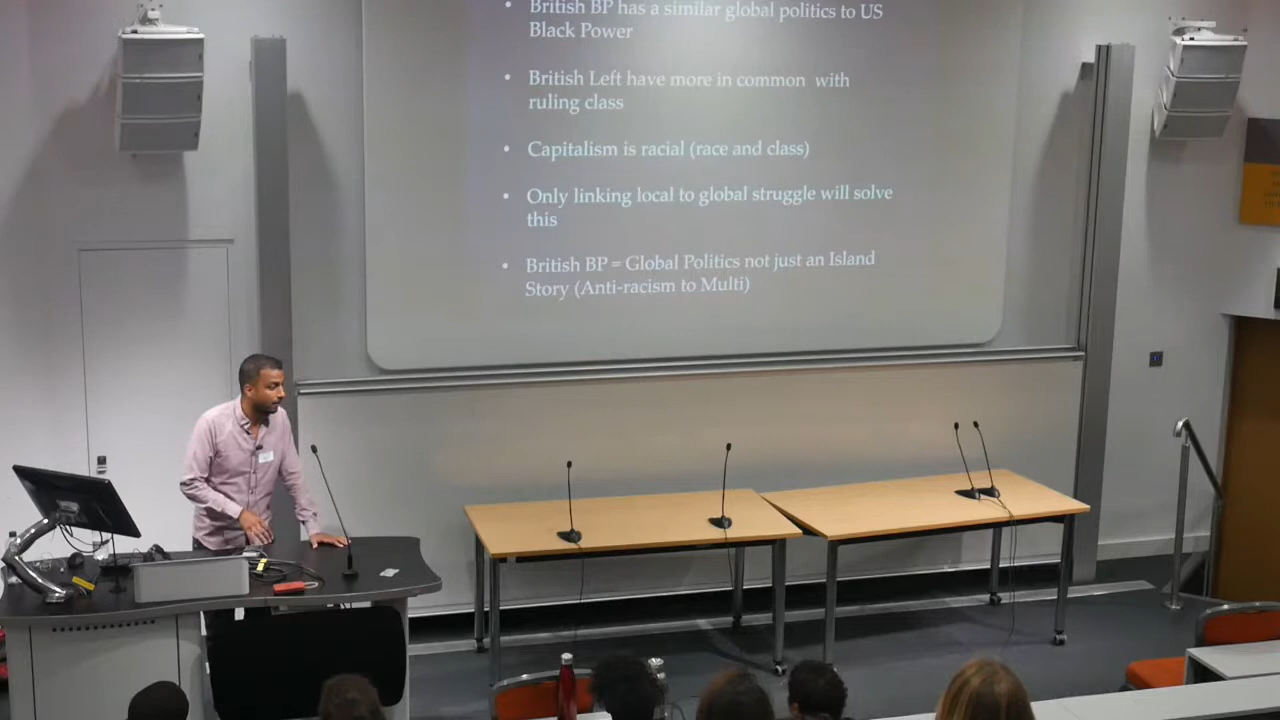 • British BP has a similar global politics to US
Black Power
• British Left have more in common with
ruling class
• Capitalism is racial (race and class)
• Only linking local to global struggle will solve
this
• British BP = Global Politics not just an Island
Story (Anti-racism to Multi)